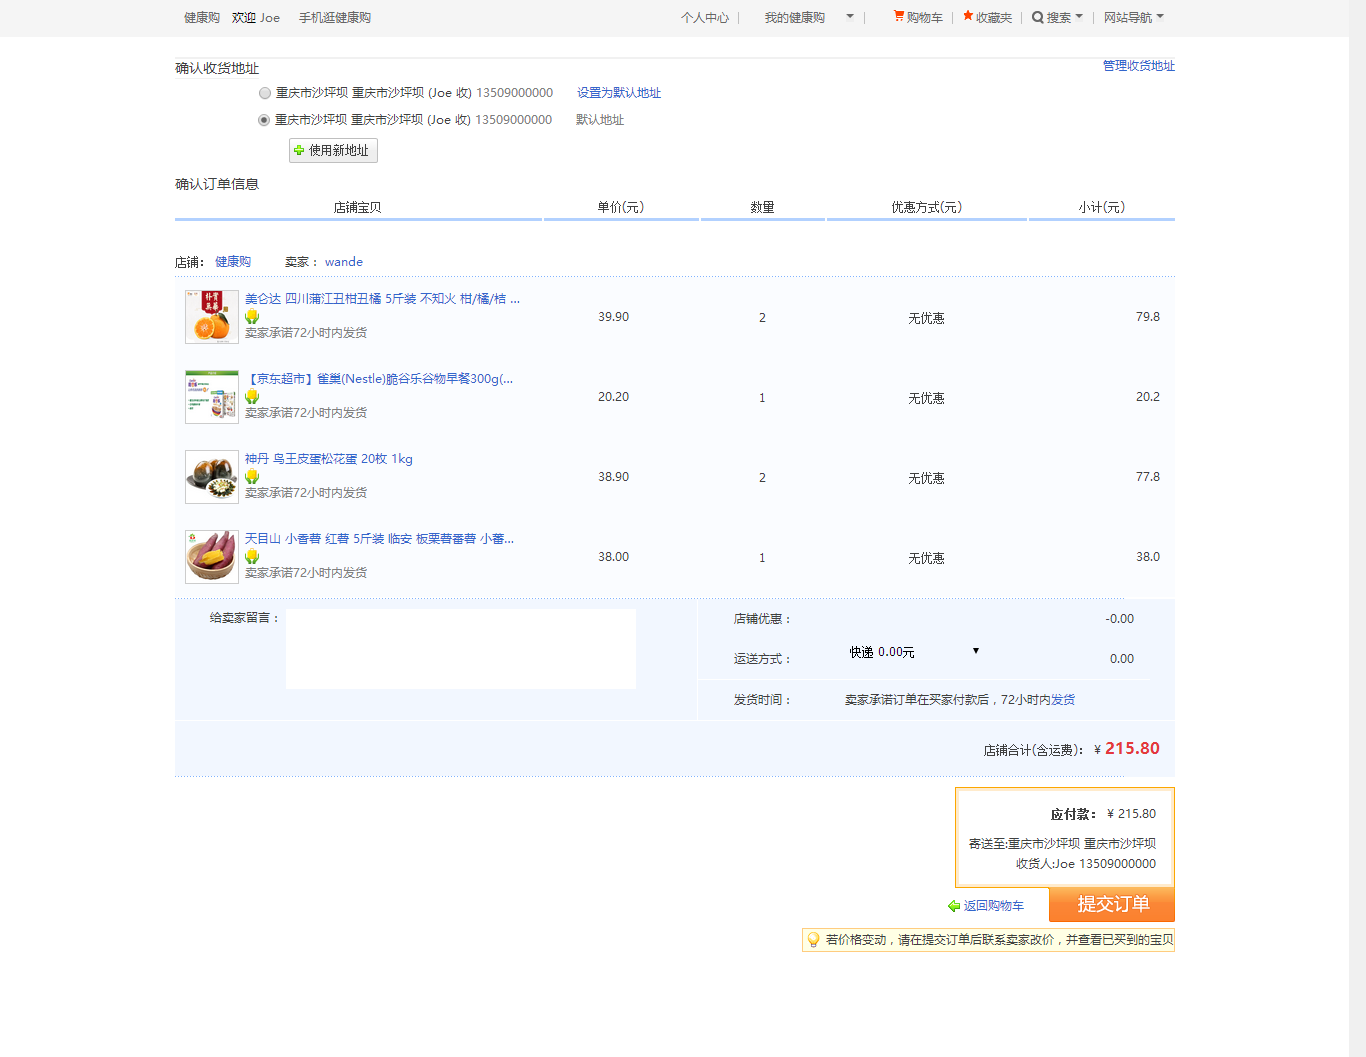 健康购 欢迎 Joe 手机逛健康购 个人中心 我的健康购 购物车 收藏夹 搜索 网站导航
确认收货地址 管理收货地址
重庆市沙坪坝 重庆市沙坪坝 (Joe 收) 13509000000 设置为默认地址
重庆市沙坪坝 重庆市沙坪坝 (Joe 收) 13509000000 默认地址
使用新地址
确认订单信息
店铺宝贝 单价(元) 数量 优惠方式(元) 小计(元)
店铺： 健康购 卖家： wande
美仑达 四川蒲江丑柑丑橘 5斤装 不知火 柑/橘/桔 ...
39.90 2 无优惠 79.8
卖家承诺72小时内发货
【京东超市】雀巢(Nestle)脆谷乐谷物早餐300g(...
20.20 1 无优惠 20.2
卖家承诺72小时内发货
神丹 鸟王皮蛋松花蛋 20枚 1kg
38.90 2 无优惠 77.8
卖家承诺72小时内发货
天目山 小香薯 红薯 5斤装 临安 板栗薯番薯 小蕃...
38.00 1 无优惠 38.0
卖家承诺72小时内发货
给卖家留言： 店铺优惠： -0.00
运送方式： 快递 0.00元 ▼ 0.00
发货时间： 卖家承诺订单在买家付款后，72小时内发货
店铺合计(含运费)： ¥ 215.80
应付款： ¥ 215.80
寄送至:重庆市沙坪坝 重庆市沙坪坝
收货人:Joe 13509000000
返回购物车 提交订单
若价格变动，请在提交订单后联系卖家改价，并查看已买到的宝贝